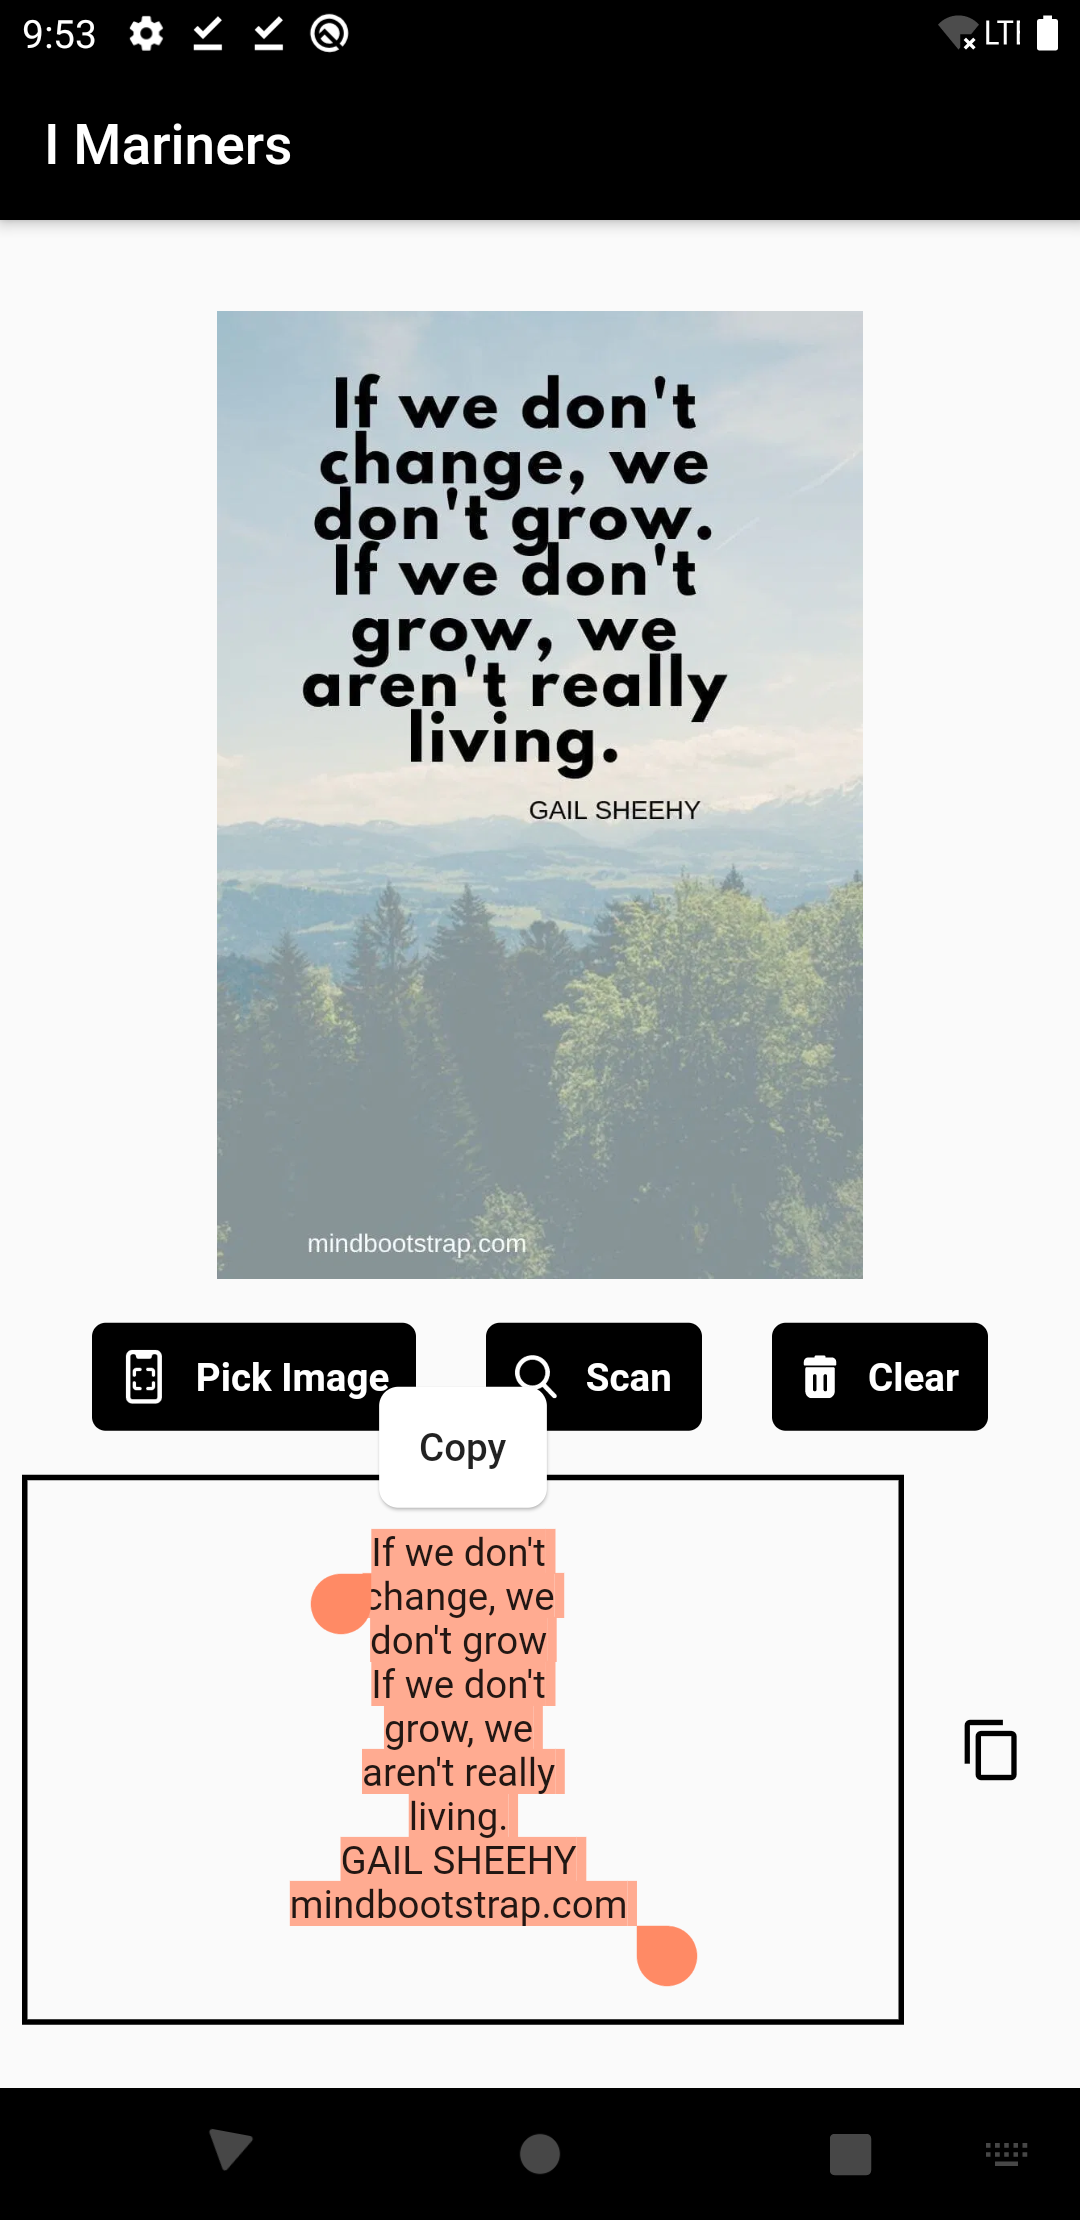 9:53
LTE
I Mariners
If we don't
change, we
don't grow.
If we don't
grow, we
aren't really
living.
GAIL SHEEHY
mindbootstrap.com
Pick Image
Scan
Clear
Copy
If we don't
change, we
don't grow
If we don't
grow, we
aren't really
living.
GAIL SHEEHY
mindbootstrap.com